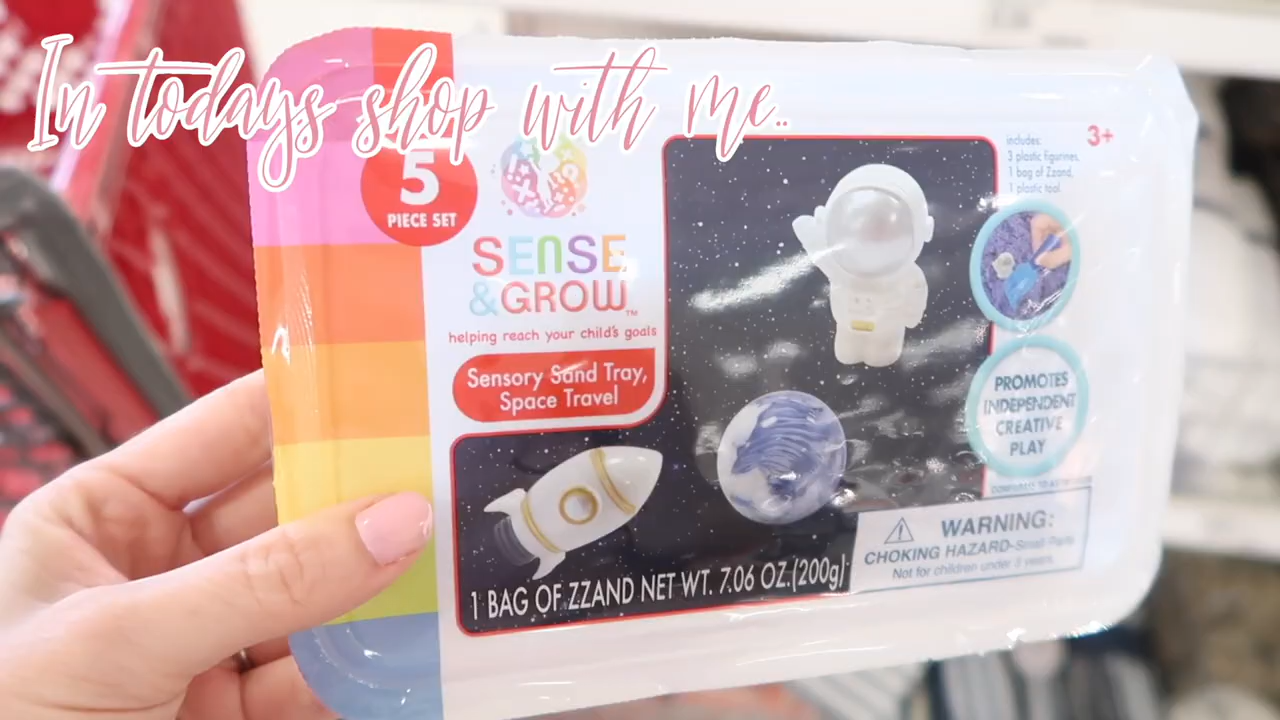 In todays shop with me..
5
PIECE SET
SENSE
&GROW™
helping reach your child's goals
Sensory Sand Tray,
Space Travel
1 BAG OF ZZAND NET WT. 7.06 OZ.(200g)
includes:
3 plastic figurines,
1 bag of Zzand,
1 plastic tool
3+
PROMOTES
INDEPENDENT
CREATIVE
PLAY
WARNING:
CHOKING HAZARD-Small Parts
Not for children under 3 years.